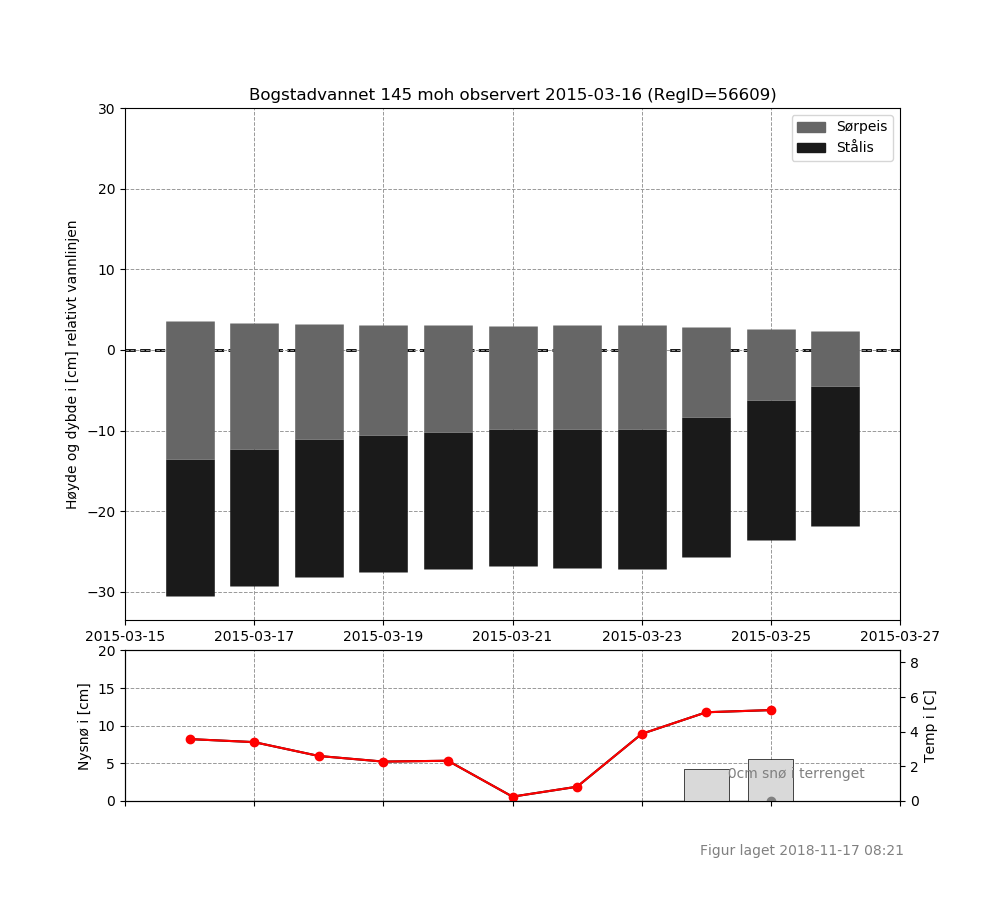 Bogstadvannet 145 moh observert 2015-03-16 (RegID=56609)
Høyde og dybde i [cm] relativt vannlinjen
30
20
10
0
−10
−20
−30
Sørpeis
Stålis
2015-03-15 2015-03-17 2015-03-19 2015-03-21 2015-03-23 2015-03-25 2015-03-27
Nysnø i [cm]
20
15
10
5
0
8
6
4
2
0
Temp i [C]
0cm snø i terrenget
Figur laget 2018-11-17 08:21